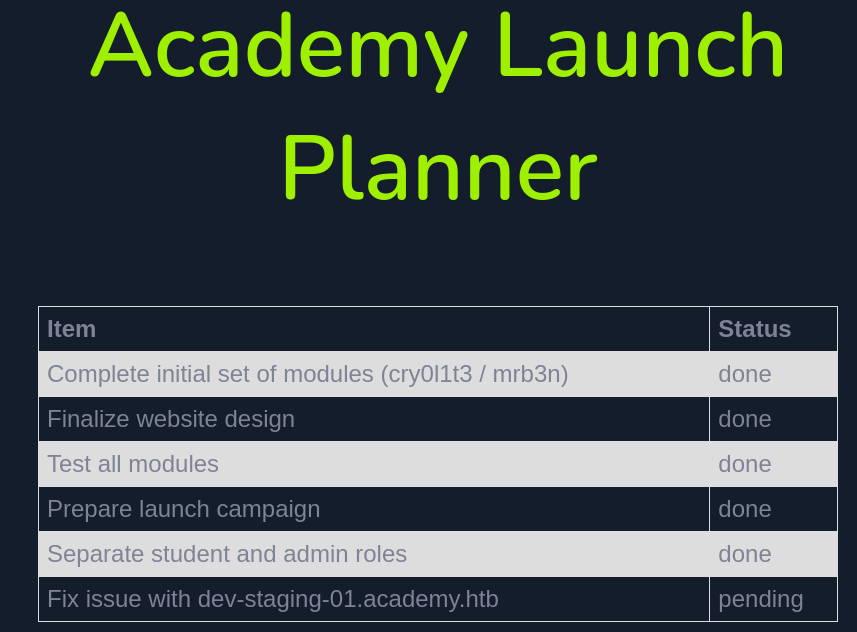 Academy Launch
Planner
Item Status
Complete initial set of modules (cry0l1t3 / mrb3n) done
Finalize website design done
Test all modules done
Prepare launch campaign done
Separate student and admin roles done
Fix issue with dev-staging-01.academy.htb pending